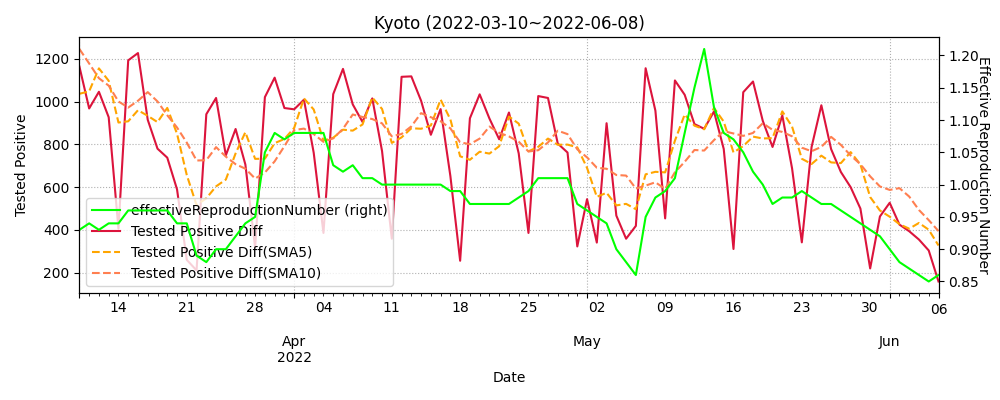 Kyoto (2022-03-10~2022-06-08)
1200
1000
800
600
400
200
Tested Positive
1.20
1.15
1.10
1.05
1.00
0.95
0.90
0.85
Effective Reproduction Number
effectiveReproductionNumber (right)
Tested Positive Diff
Tested Positive Diff(SMA5)
Tested Positive Diff(SMA10)
14 21 28 04 11 18 25 02 09 16 23 30 06
Apr May Jun
2022
Date